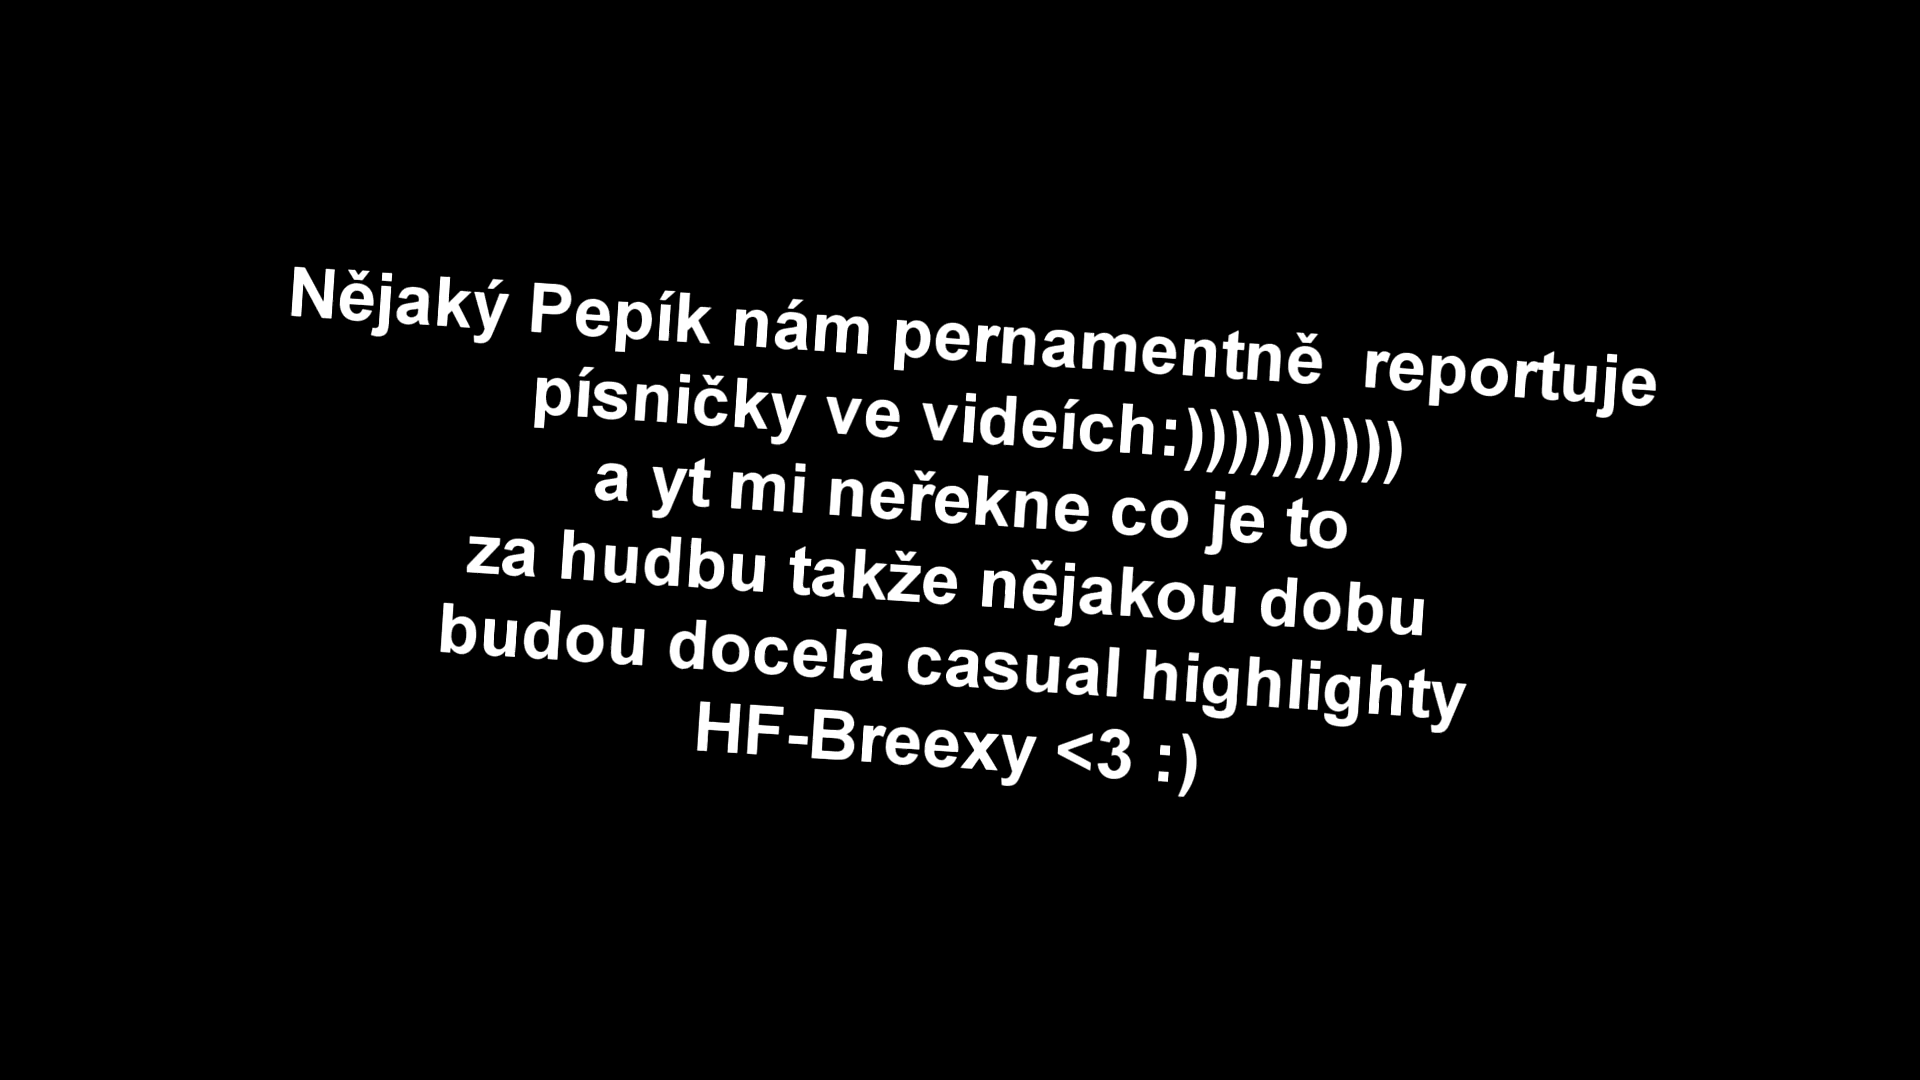 Nějaký Pepík nám pernamentně  reportuje
písničky ve videích:))))))))))
a yt mi neřekne co je to
za hudbu takže nějakou dobu
budou docela casual highlighty
HF-Breexy <3 :)